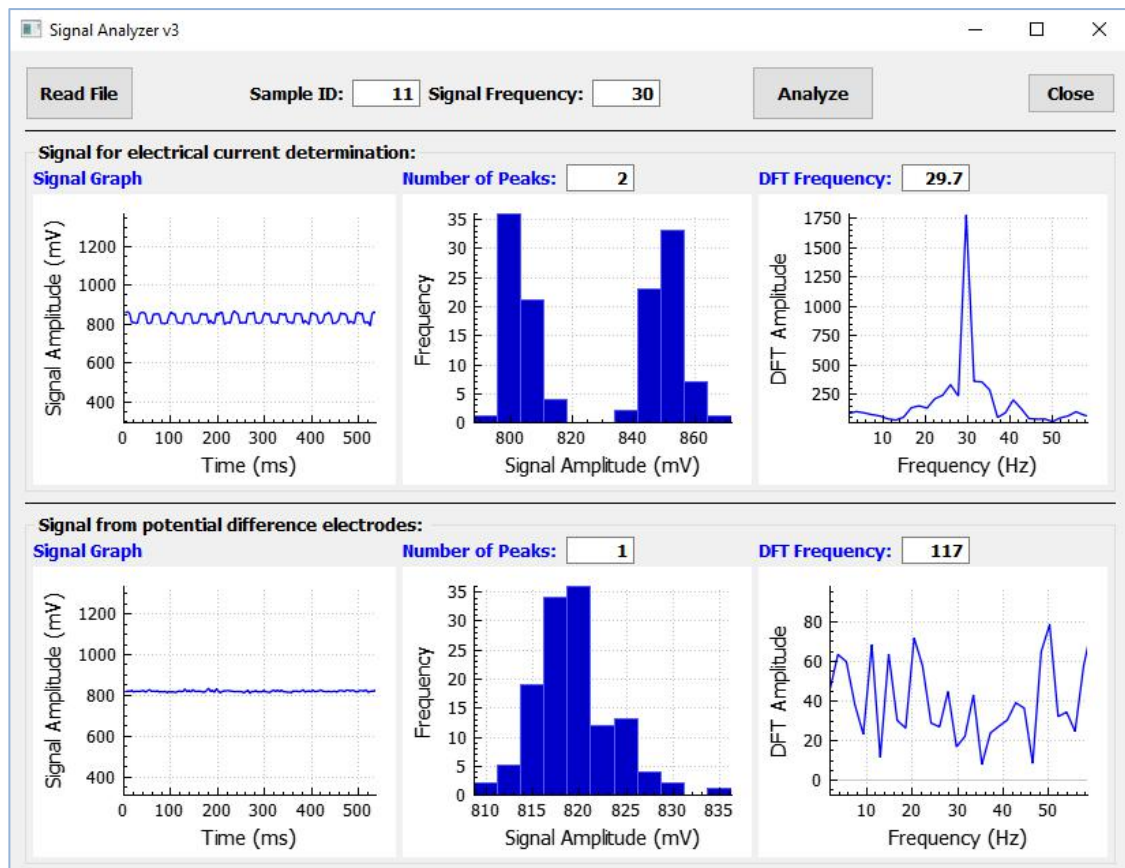 Signal Analyzer v3
Read File Sample ID: 11 Signal Frequency: 30 Analyze Close
Signal for electrical current determination:
Signal Graph Number of Peaks: 2 DFT Frequency: 29.7
Signal Amplitude (mV)
1200
1000
800
600
400
0 100 200 300 400 500
Time (ms)
Frequency
35
30
25
20
15
10
5
0
800 820 840 860
Signal Amplitude (mV)
DFT Amplitude
1750
1500
1250
1000
750
500
250
10 20 30 40 50
Frequency (Hz)
Signal from potential difference electrodes:
Signal Graph Number of Peaks: 1 DFT Frequency: 117
Signal Amplitude (mV)
1200
1000
800
600
400
0 100 200 300 400 500
Time (ms)
Frequency
35
30
25
20
15
10
5
0
810 815 820 825 830 835
Signal Amplitude (mV)
DFT Amplitude
80
60
40
20
0
10 20 30 40 50
Frequency (Hz)